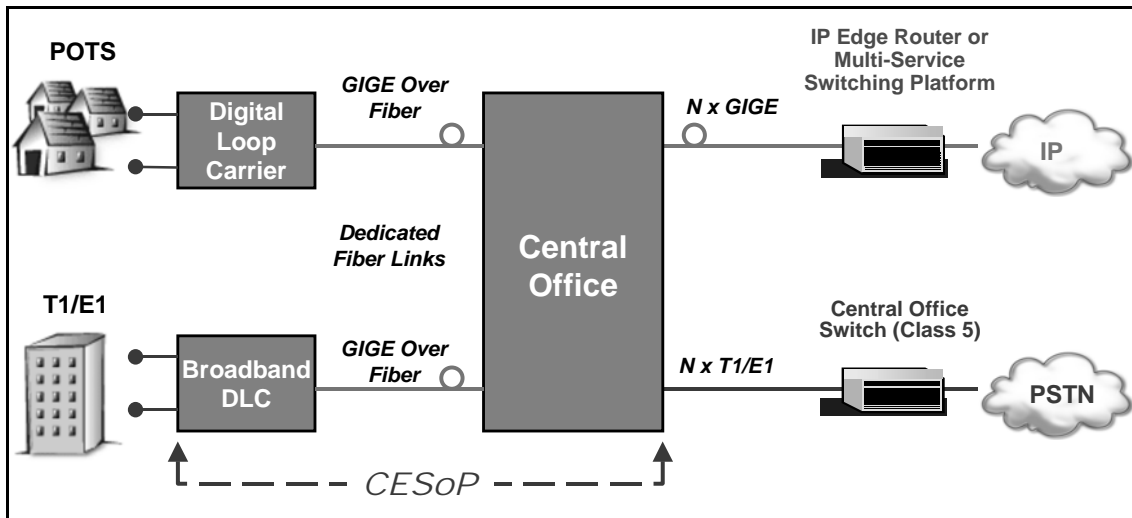 POTS
Digital
Loop
Carrier
GIGE Over
Fiber
Dedicated
Fiber Links
T1/E1
Broadband
DLC
GIGE Over
Fiber
Central
Office
N x GIGE
IP Edge Router or
Multi-Service
Switching Platform
IP
N x T1/E1
Central Office
Switch (Class 5)
PSTN
CESoP